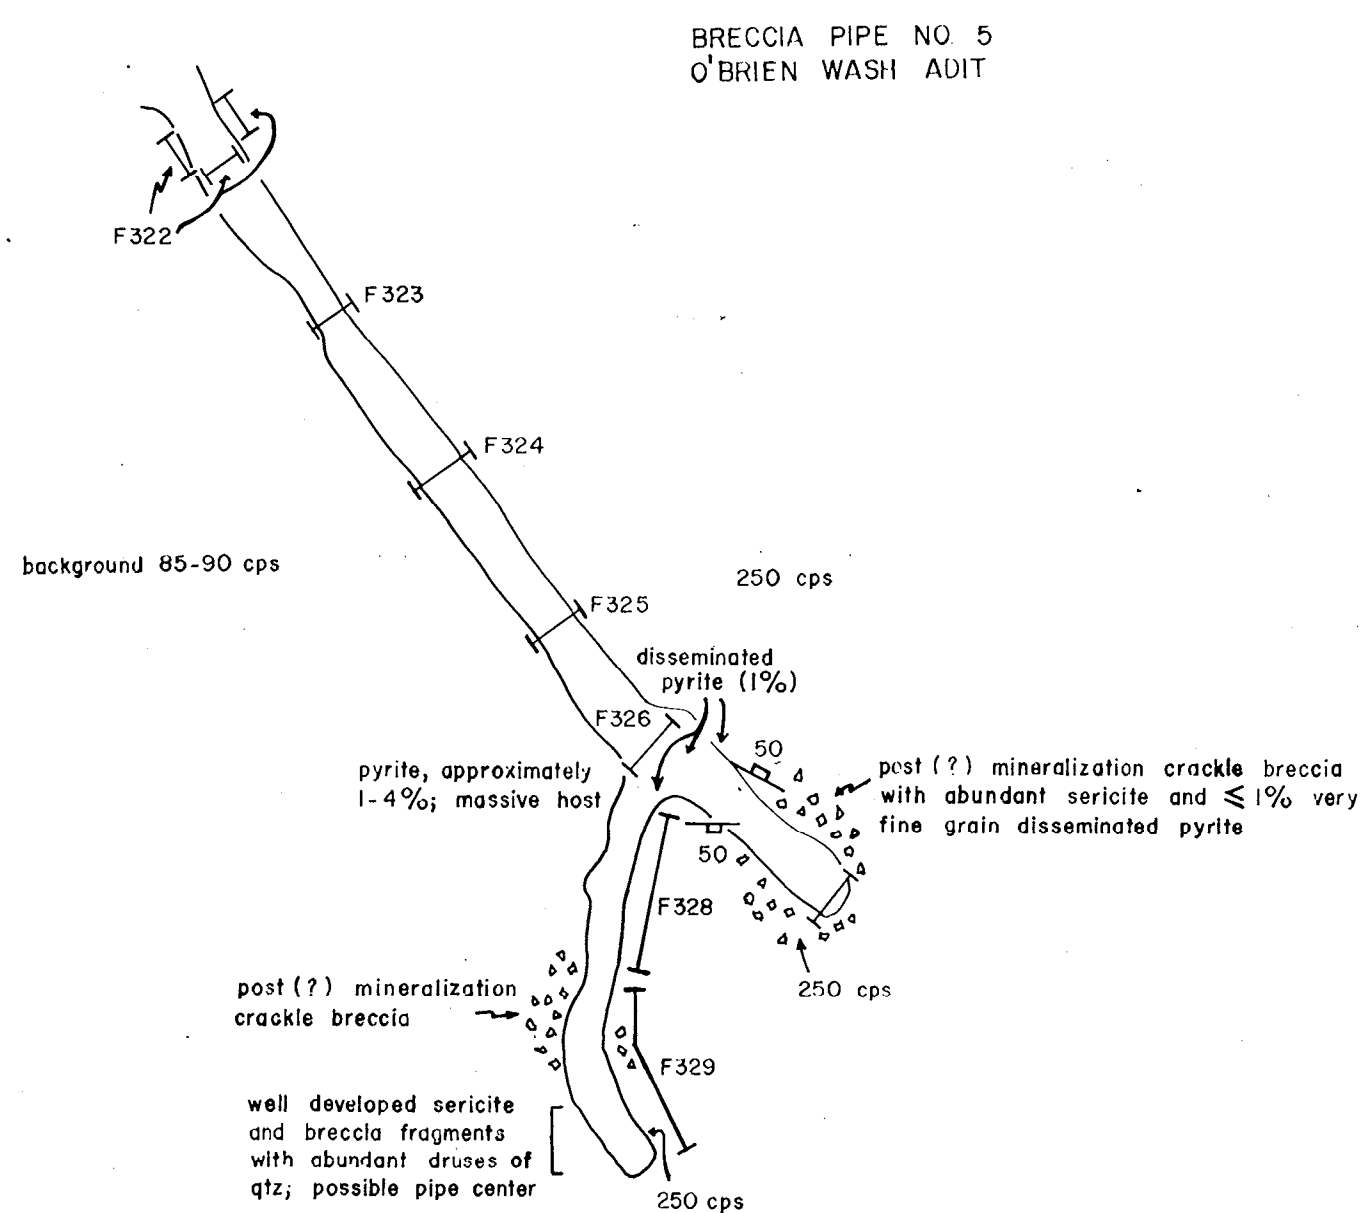 BRECCIA PIPE NO. 5
O'BRIEN WASH ADIT
F322
F323
F324
background 85-90 cps
250 cps
F325
disseminated
pyrite (1%)
F326
50
pyrite, approximately
1-4%; massive host
post (?) mineralization crackle breccia
with abundant sericite and ≤ 1% very
fine grain disseminated pyrite
50
F328
250 cps
post (?) mineralization
crackle breccia
F329
well developed sericite
and breccia fragments
with abundant druses of
qtz; possible pipe center
250 cps